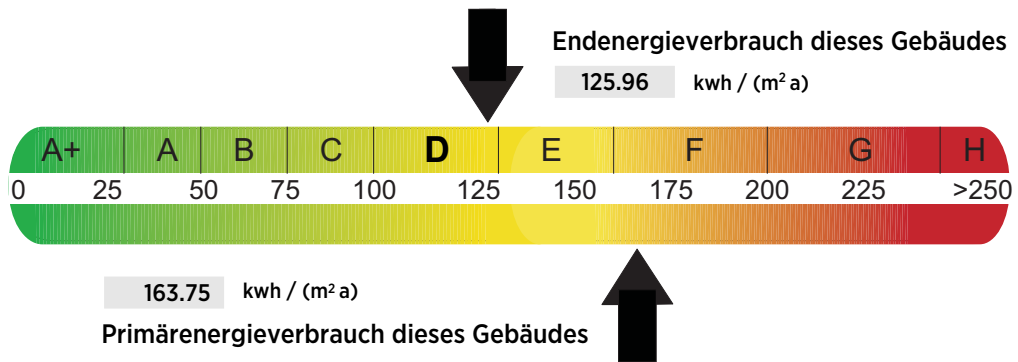 Endenergieverbrauch dieses Gebäudes
125.96 kwh / (m² a)
A+ A B C D E F G H
0 25 50 75 100 125 150 175 200 225 >250
163.75 kwh / (m² a)
Primärenergieverbrauch dieses Gebäudes